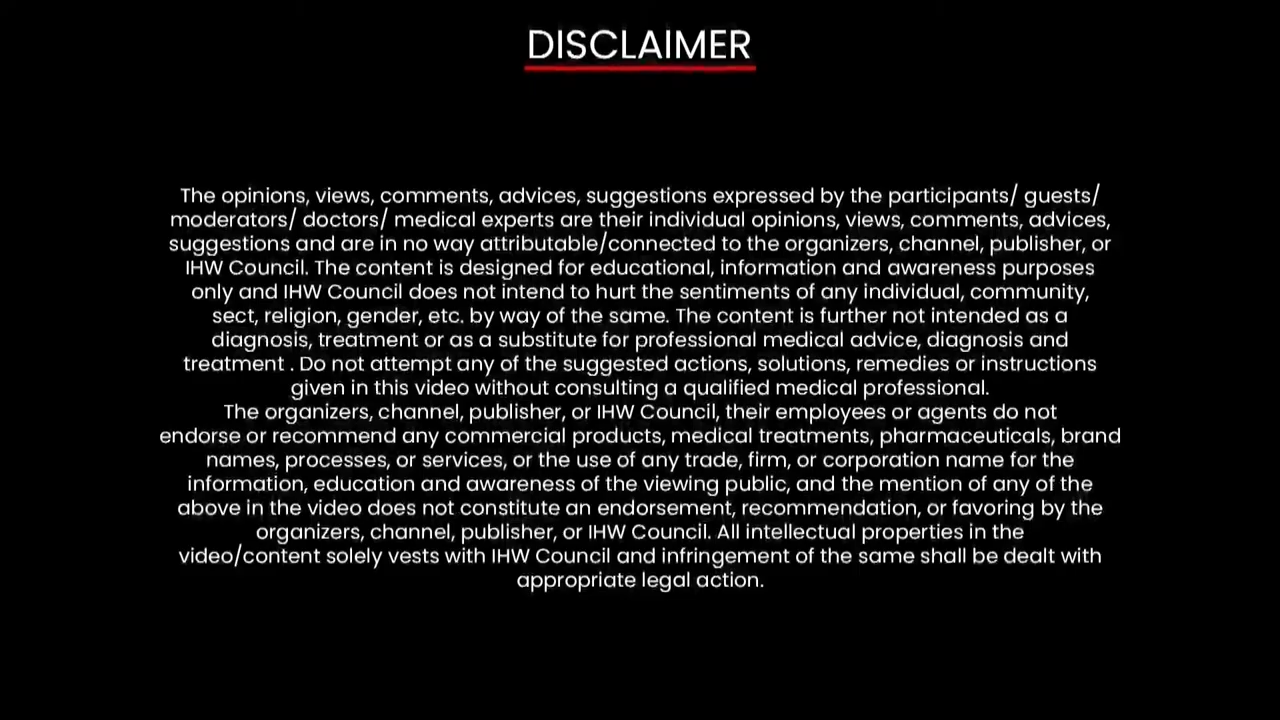 DISCLAIMER
The opinions, views, comments, advices, suggestions expressed by the participants/ guests/
moderators/ doctors/ medical experts are their individual opinions, views, comments, advices,
suggestions and are in no way attributable/connected to the organizers, channel, publisher, or
IHW Council. The content is designed for educational, information and awareness purposes
only and IHW Council does not intend to hurt the sentiments of any individual, community,
sect, religion, gender, etc. by way of the same. The content is further not intended as a
diagnosis, treatment or as a substitute for professional medical advice, diagnosis and
treatment . Do not attempt any of the suggested actions, solutions, remedies or instructions
given in this video without consulting a qualified medical professional.
The organizers, channel, publisher, or IHW Council, their employees or agents do not
endorse or recommend any commercial products, medical treatments, pharmaceuticals, brand
names, processes, or services, or the use of any trade, firm, or corporation name for the
information, education and awareness of the viewing public, and the mention of any of the
above in the video does not constitute an endorsement, recommendation, or favoring by the
organizers, channel, publisher, or IHW Council. All intellectual properties in the
video/content solely vests with IHW Council and infringement of the same shall be dealt with
appropriate legal action.